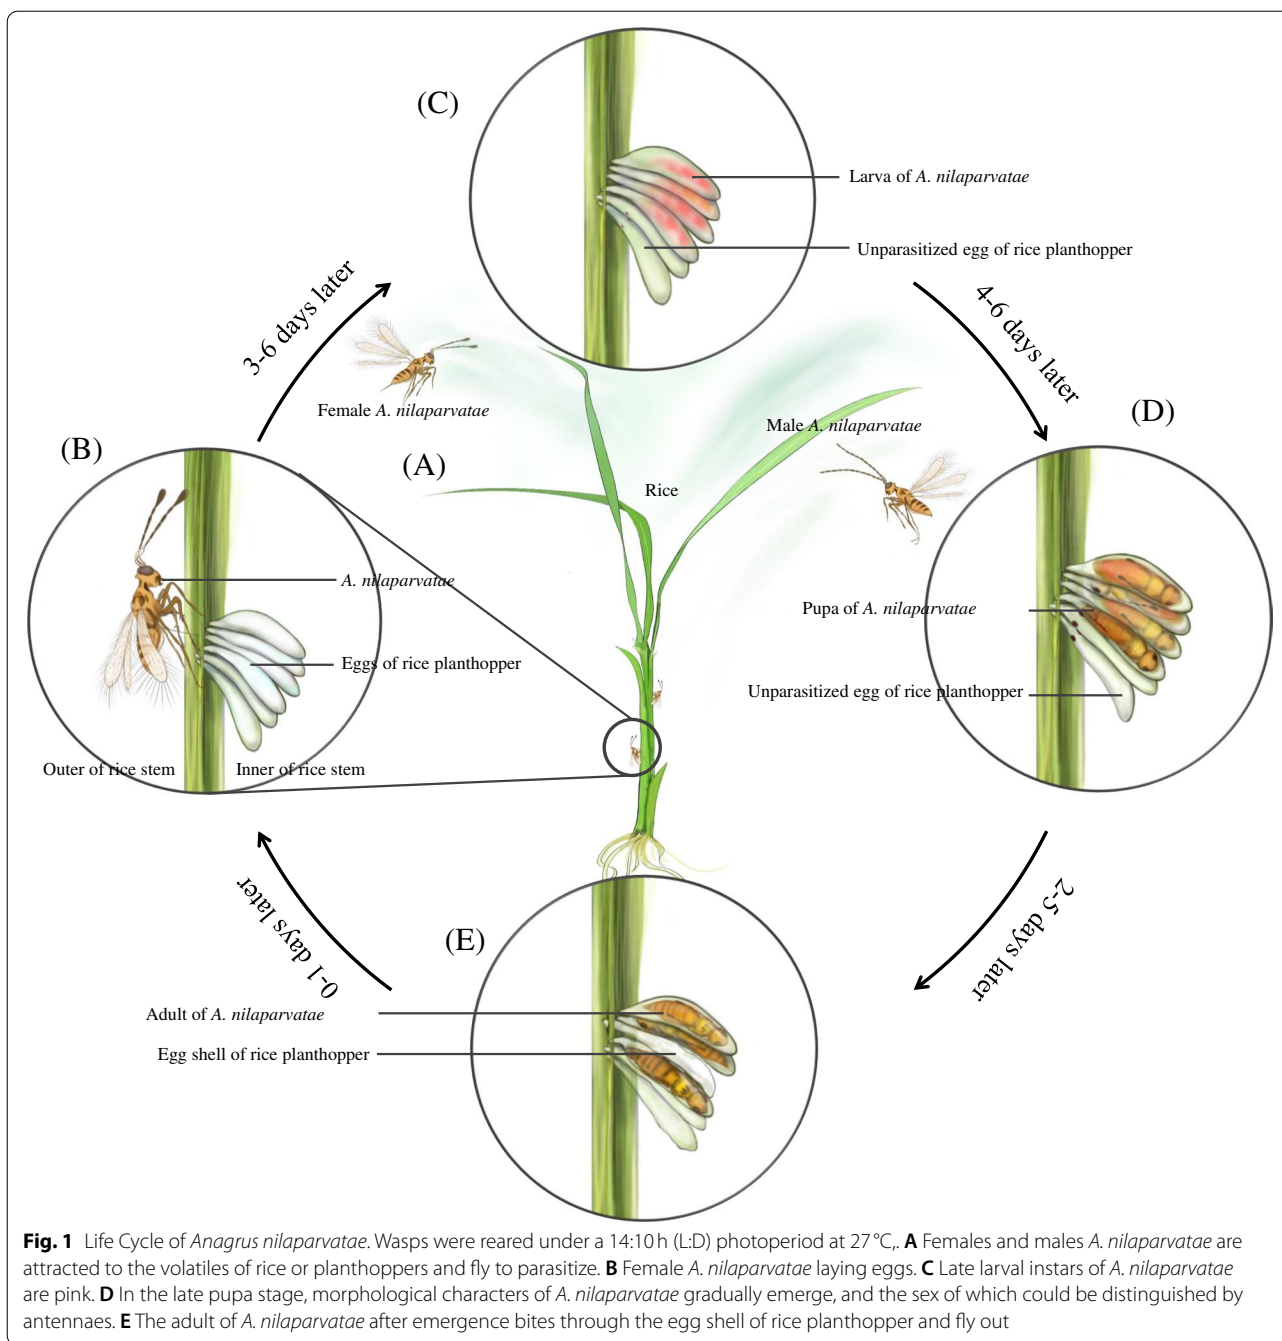 (C)
Larva of A. nilaparvatae
Unparasitized egg of rice planthopper
3-6 days later
4-6 days later
Female A. nilaparvatae
Male A. nilaparvatae
(D)
(B)
(A)
Rice
A. nilaparvatae
Pupa of A. nilaparvatae
Eggs of rice planthopper
Unparasitized egg of rice planthopper
Outer of rice stem
Inner of rice stem
0-1 days later
2-5 days later
(E)
Adult of A. nilaparvatae
Egg shell of rice planthopper
Fig. 1 Life Cycle of Anagrus nilaparvatae. Wasps were reared under a 14:10 h (L:D) photoperiod at 27 °C,. A Females and males A. nilaparvatae are
attracted to the volatiles of rice or planthoppers and fly to parasitize. B Female A. nilaparvatae laying eggs. C Late larval instars of A. nilaparvatae
are pink. D In the late pupa stage, morphological characters of A. nilaparvatae gradually emerge, and the sex of which could be distinguished by
antennaes. E The adult of A. nilaparvatae after emergence bites through the egg shell of rice planthopper and fly out